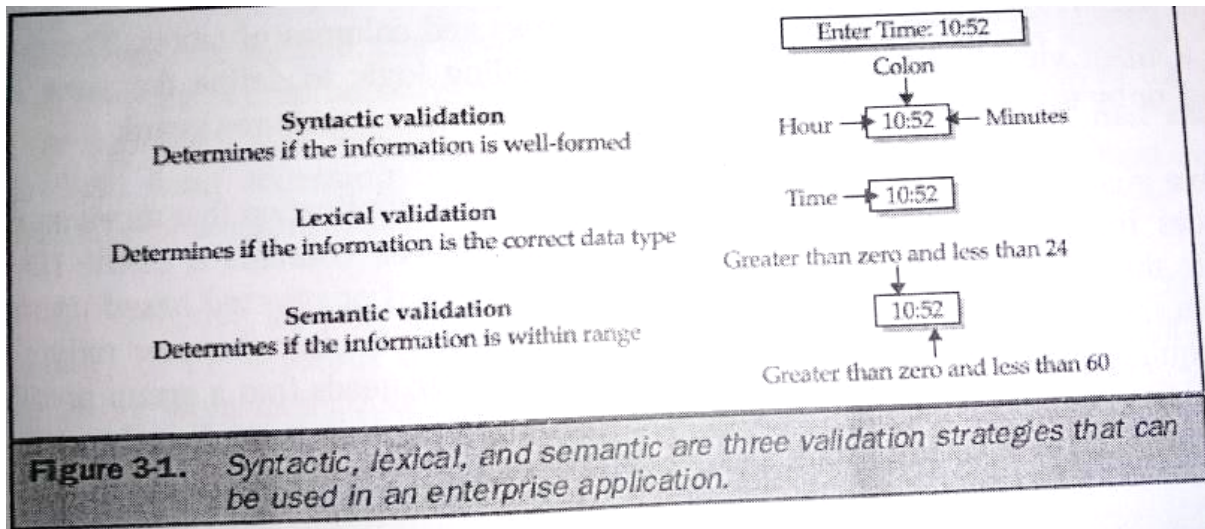 Enter Time: 10:52
Colon
Syntactic validation
Determines if the information is well-formed
Hour 10:52 Minutes
Lexical validation
Determines if the information is the correct data type
Time 10:52
Semantic validation
Determines if the information is within range
Greater than zero and less than 24
10:52
Greater than zero and less than 60
Figure 3-1. Syntactic, lexical, and semantic are three validation strategies that can
be used in an enterprise application.